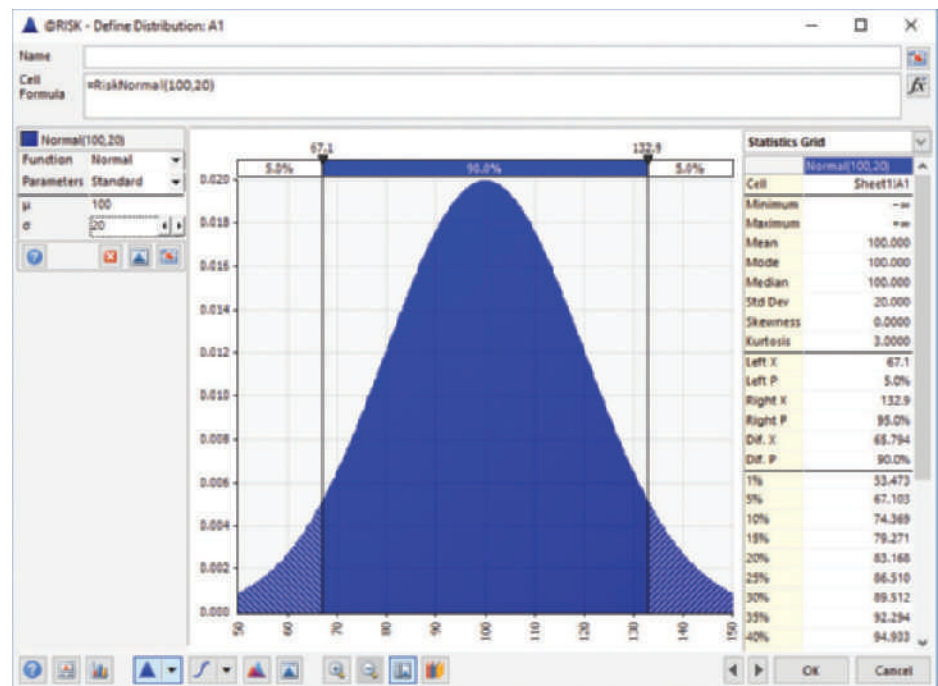 @RISK - Define Distribution: A1
Name
Cell Formula
=RiskNormal(100,20)
fx
Normal(100,20)
Function Normal
Parameters Standard
μ 100
σ 20
67.1 132.9
5.0% 90.0% 5.0%
0.020
0.018
0.016
0.014
0.012
0.010
0.008
0.006
0.004
0.002
0.000
50 60 70 80 90 100 110 120 130 140 150
Statistics Grid
Normal(100,20)
Cell Sheet1!A1
Minimum -∞
Maximum +∞
Mean 100.000
Mode 100.000
Median 100.000
Std Dev 20.000
Skewness 0.0000
Kurtosis 3.0000
Left X 67.1
Left P 5.0%
Right X 132.9
Right P 95.0%
Dif. X 65.794
Dif. P 90.0%
1% 53.473
5% 67.103
10% 74.369
15% 79.271
20% 83.168
25% 86.510
30% 89.512
35% 92.294
40% 94.933
OK Cancel